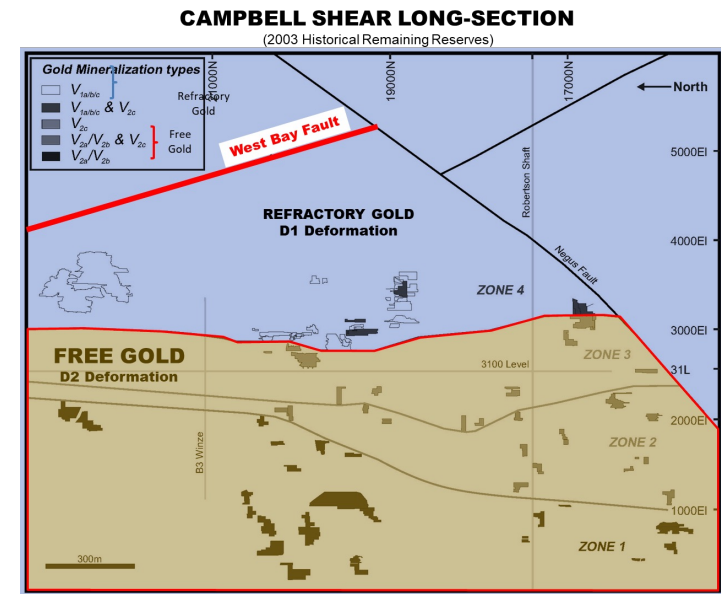 CAMPBELL SHEAR LONG-SECTION
(2003 Historical Remaining Reserves)
Gold Mineralization types
V1a/b/c
V1a/b/c & V2c
V2c
V2a/V2b & V2c
V2a/V2b
Refractory
Gold
Free
Gold
19000N
17000N
North
West Bay Fault
5000El
Robertson Shaft
REFRACTORY GOLD
D1 Deformation
4000El
Negus Fault
ZONE 4
3000El
FREE GOLD
D2 Deformation
ZONE 3
3100 Level
31L
2000El
B3 Winze
ZONE 2
1000El
ZONE 1
300m